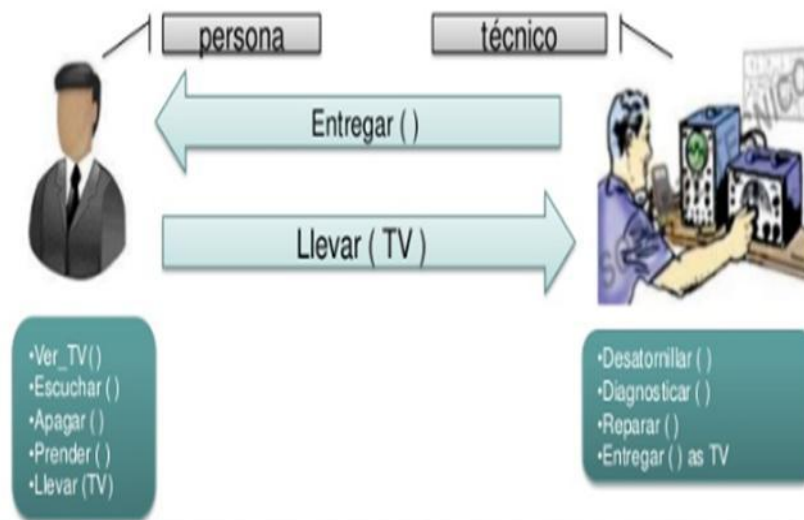 persona
técnico
Entregar ( )
Llevar ( TV )
•Ver_TV()
•Escuchar ( )
•Apagar ( )
•Prender ( )
•Llevar (TV)
•Desatornillar ( )
•Diagnosticar ( )
•Reparar ( )
•Entregar ( ) as TV